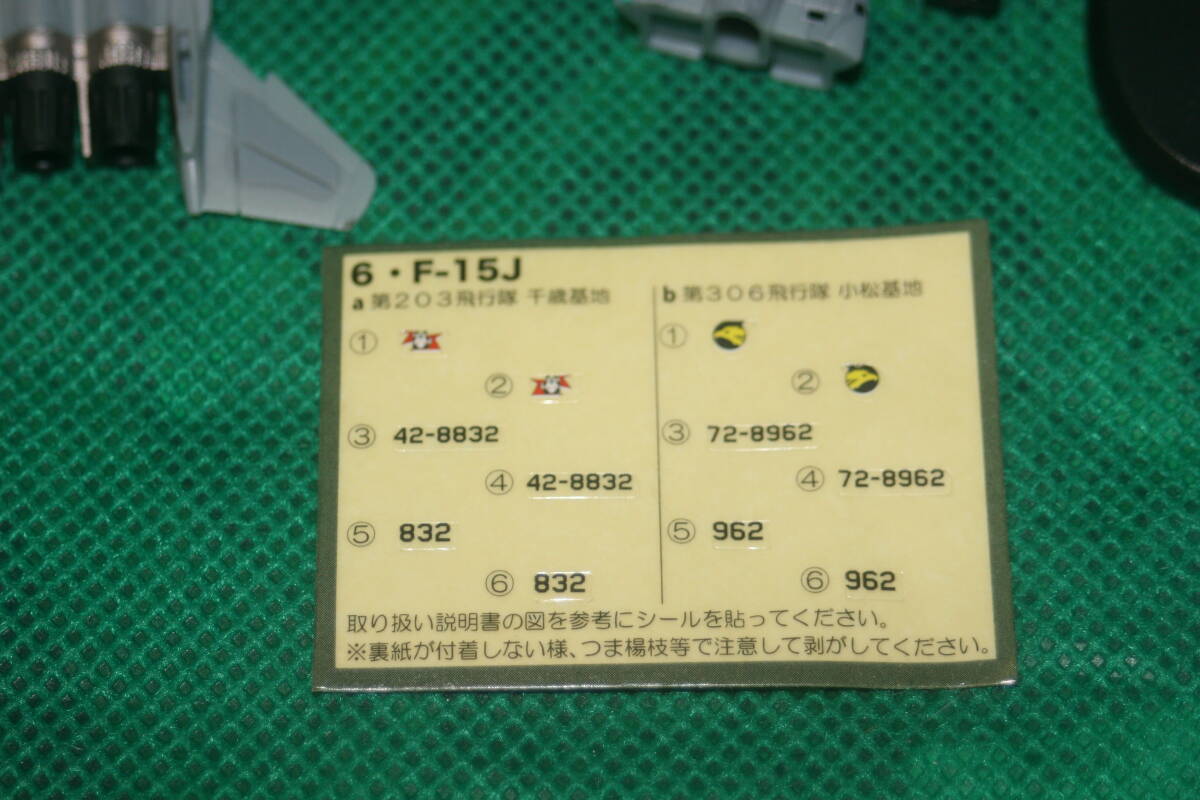 6・F-15J
a 第203飛行隊 千歳基地
①
②
③ 42-8832
④ 42-8832
⑤ 832
⑥ 832
b 第306飛行隊 小松基地
①
②
③ 72-8962
④ 72-8962
⑤ 962
⑥ 962
取り扱い説明書の図を参考にシールを貼ってください。
※裏紙が付着しない様、つま楊枝等で注意して剥がしてください。